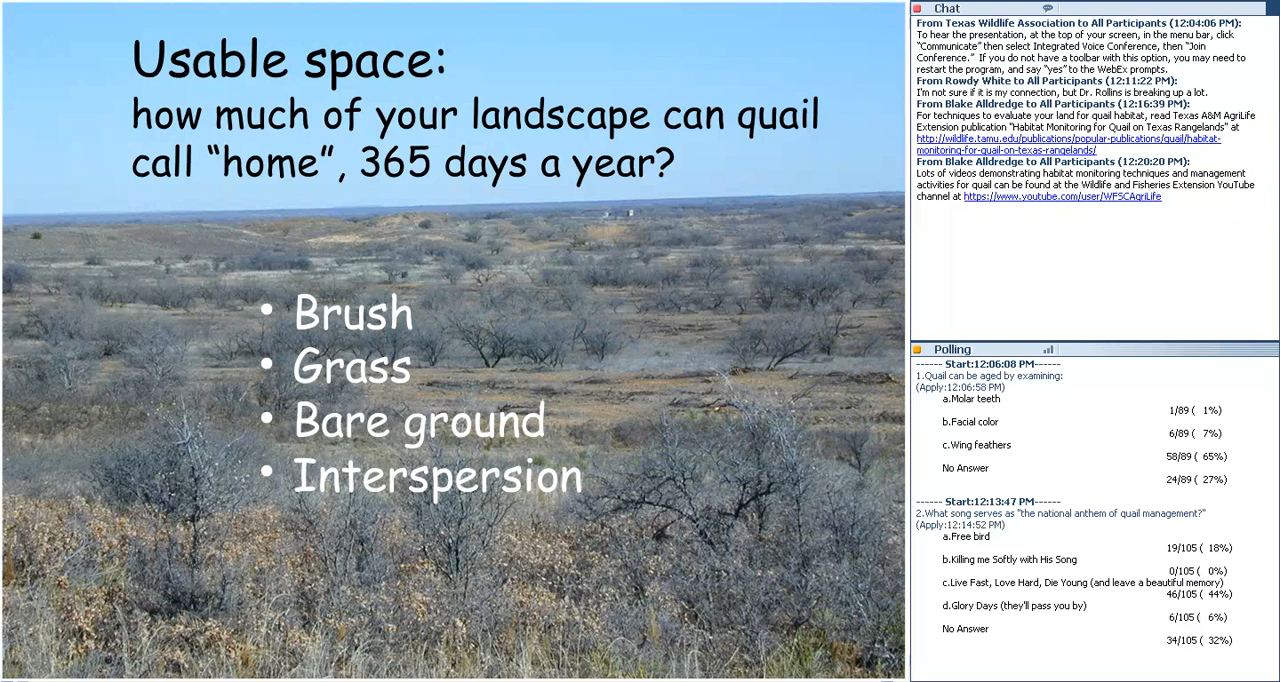 Usable space:
how much of your landscape can quail
call “home”, 365 days a year?
• Brush
• Grass
• Bare ground
• Interspersion
Chat
From Texas Wildlife Association to All Participants (12:04:06 PM):
To hear the presentation, at the top of your screen, in the menu bar, click
“Communicate” then select Integrated Voice Conference, then “Join
Conference.”  If you do not have a toolbar with this option, you may need to
restart the program, and say “yes” to the WebEx prompts.
From Rowdy White to All Participants (12:11:22 PM):
I'm not sure if it is my connection, but Dr. Rollins is breaking up a lot.
From Blake Alldredge to All Participants (12:16:39 PM):
For techniques to evaluate your land for quail habitat, read Texas A&M AgriLife
Extension publication "Habitat Monitoring for Quail on Texas Rangelands" at
http://wildlife.tamu.edu/publications/popular-publications/quail/habitat-
monitoring-for-quail-on-texas-rangelands/
From Blake Alldredge to All Participants (12:20:20 PM):
Lots of videos demonstrating habitat monitoring techniques and management
activities for quail can be found at the Wildlife and Fisheries Extension YouTube
channel at https://www.youtube.com/user/WFSCAgriLife
Polling
------ Start:12:06:08 PM------
1.Quail can be aged by examining:
(Apply:12:06:58 PM)
a.Molar teeth
1/89 (  1%)
b.Facial color
6/89 (  7%)
c.Wing feathers
58/89 (  65%)
No Answer
24/89 (  27%)
------ Start:12:13:47 PM------
2.What song serves as "the national anthem of quail management?"
(Apply:12:14:52 PM)
a.Free bird
19/105 (  18%)
b.Killing me Softly with His Song
0/105 (  0%)
c.Live Fast, Love Hard, Die Young (and leave a beautiful memory)
46/105 (  44%)
d.Glory Days (they'll pass you by)
6/105 (  6%)
No Answer
34/105 (  32%)